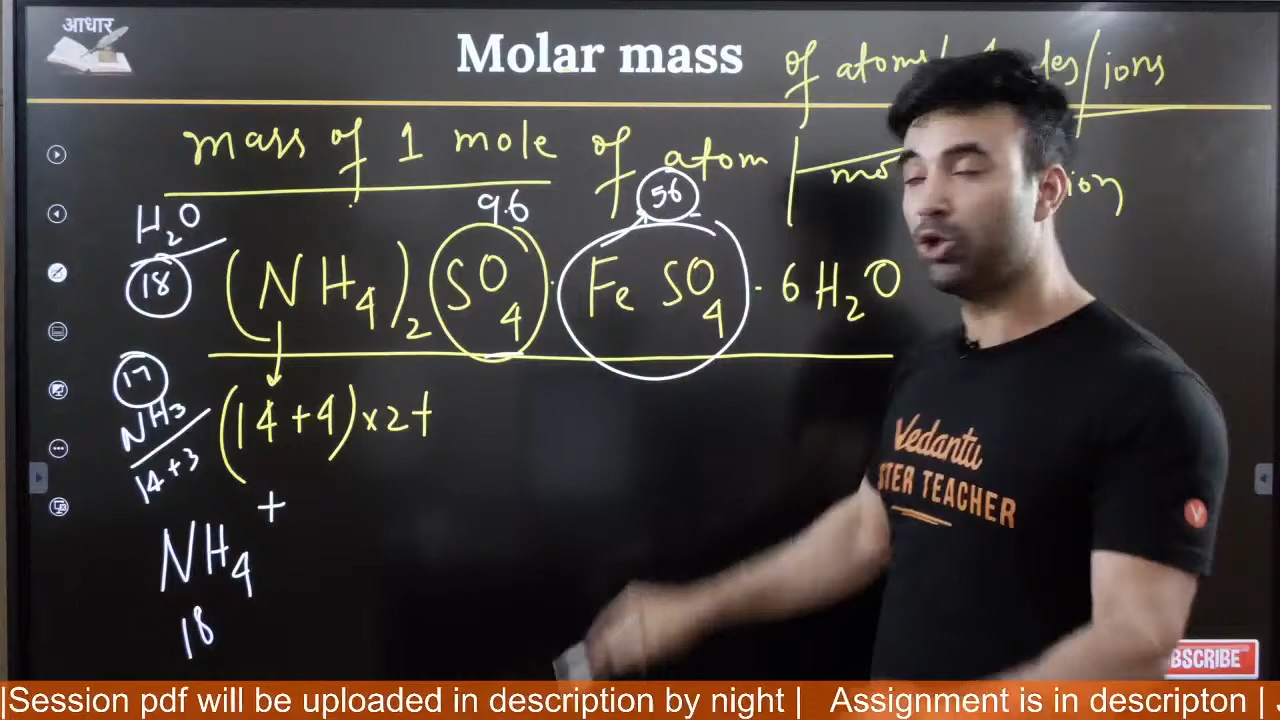 आधार
Molar mass of atoms/ /ions
mass of 1 mole of atom / ion
H₂O
18
96
56
(NH₄)₂ SO₄ · FeSO₄ · 6H₂O
17
NH₃
14+3
(14+4)×2+
NH₄⁺
18
Vedantu
STER TEACHER
V
BSCRIBE
|Session pdf will be uploaded in description by night | Assignment is in descripton |